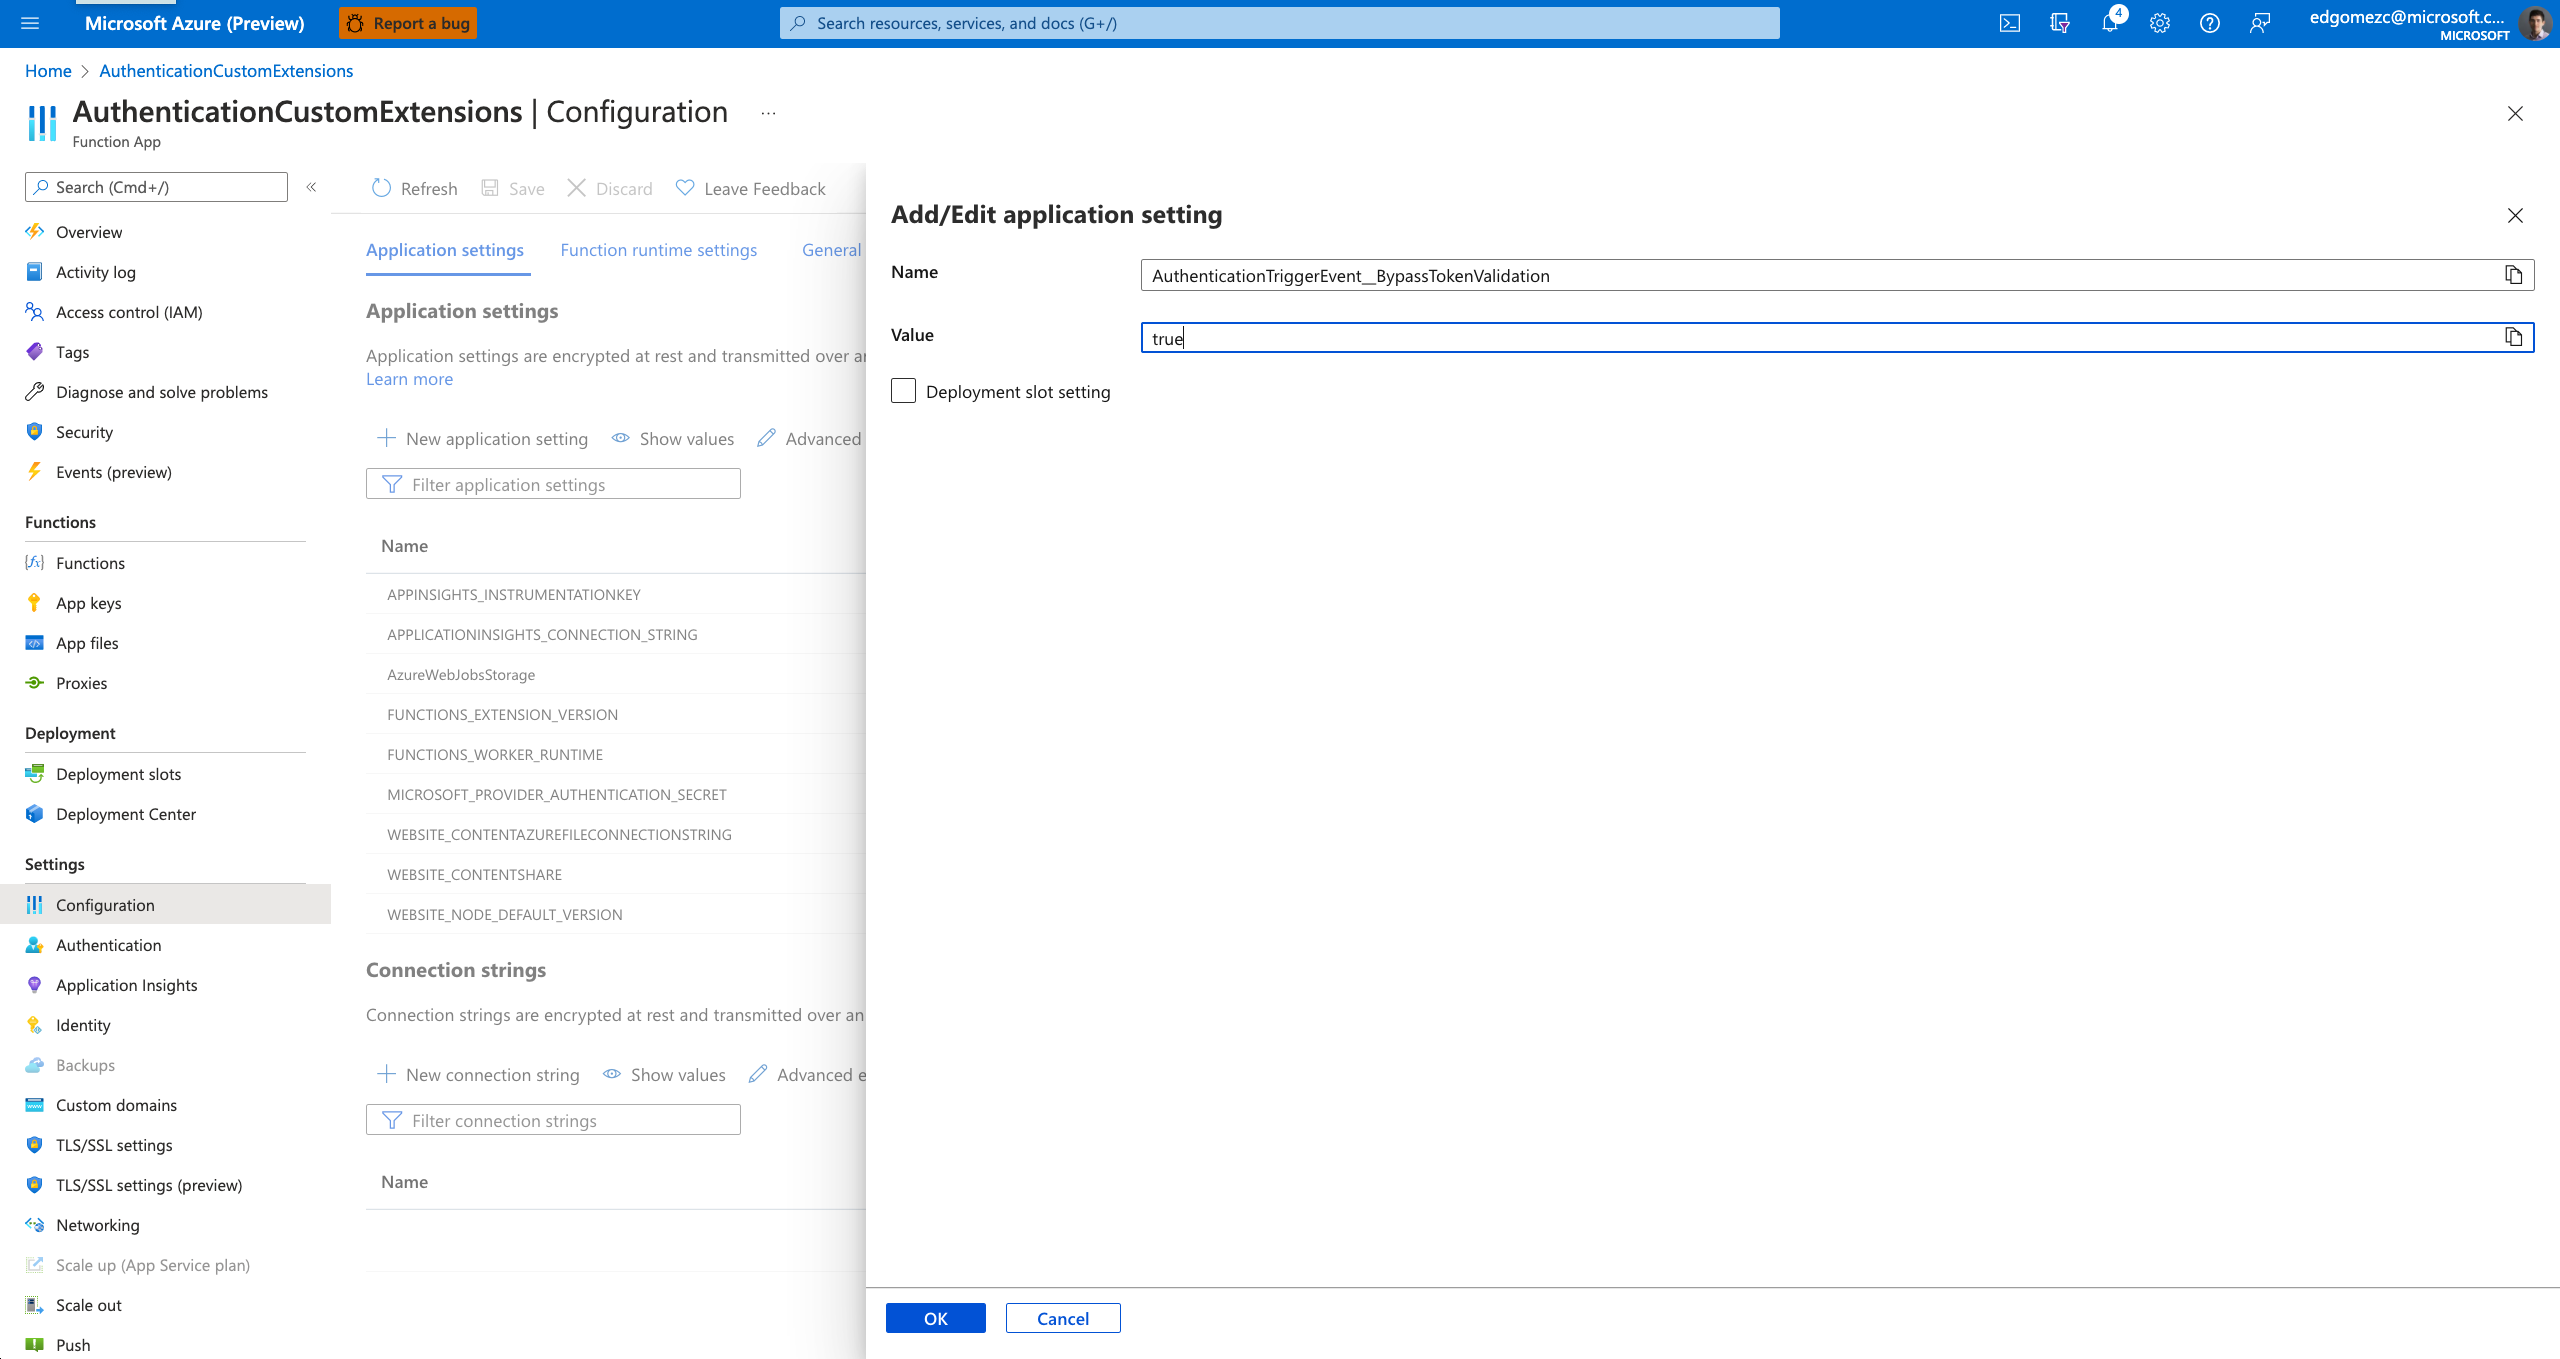 Microsoft Azure (Preview)
Report a bug
Search resources, services, and docs (G+/)
4
edgomezc@microsoft.c...
MICROSOFT
Home > AuthenticationCustomExtensions
AuthenticationCustomExtensions | Configuration ...
Function App
Search (Cmd+/)
«
Overview
Activity log
Access control (IAM)
Tags
Diagnose and solve problems
Security
Events (preview)
Functions
Functions
App keys
App files
Proxies
Deployment
Deployment slots
Deployment Center
Settings
Configuration
Authentication
Application Insights
Identity
Backups
Custom domains
TLS/SSL settings
TLS/SSL settings (preview)
Networking
Scale up (App Service plan)
Scale out
Push
Refresh Save Discard Leave Feedback
Application settings Function runtime settings General
Application settings
Application settings are encrypted at rest and transmitted over an
Learn more
New application setting Show values Advanced
Filter application settings
Name
APPINSIGHTS_INSTRUMENTATIONKEY
APPLICATIONINSIGHTS_CONNECTION_STRING
AzureWebJobsStorage
FUNCTIONS_EXTENSION_VERSION
FUNCTIONS_WORKER_RUNTIME
MICROSOFT_PROVIDER_AUTHENTICATION_SECRET
WEBSITE_CONTENTAZUREFILECONNECTIONSTRING
WEBSITE_CONTENTSHARE
WEBSITE_NODE_DEFAULT_VERSION
Connection strings
Connection strings are encrypted at rest and transmitted over an
New connection string Show values Advanced e
Filter connection strings
Name
Add/Edit application setting
Name
AuthenticationTriggerEvent__BypassTokenValidation
Value
true
Deployment slot setting
OK Cancel